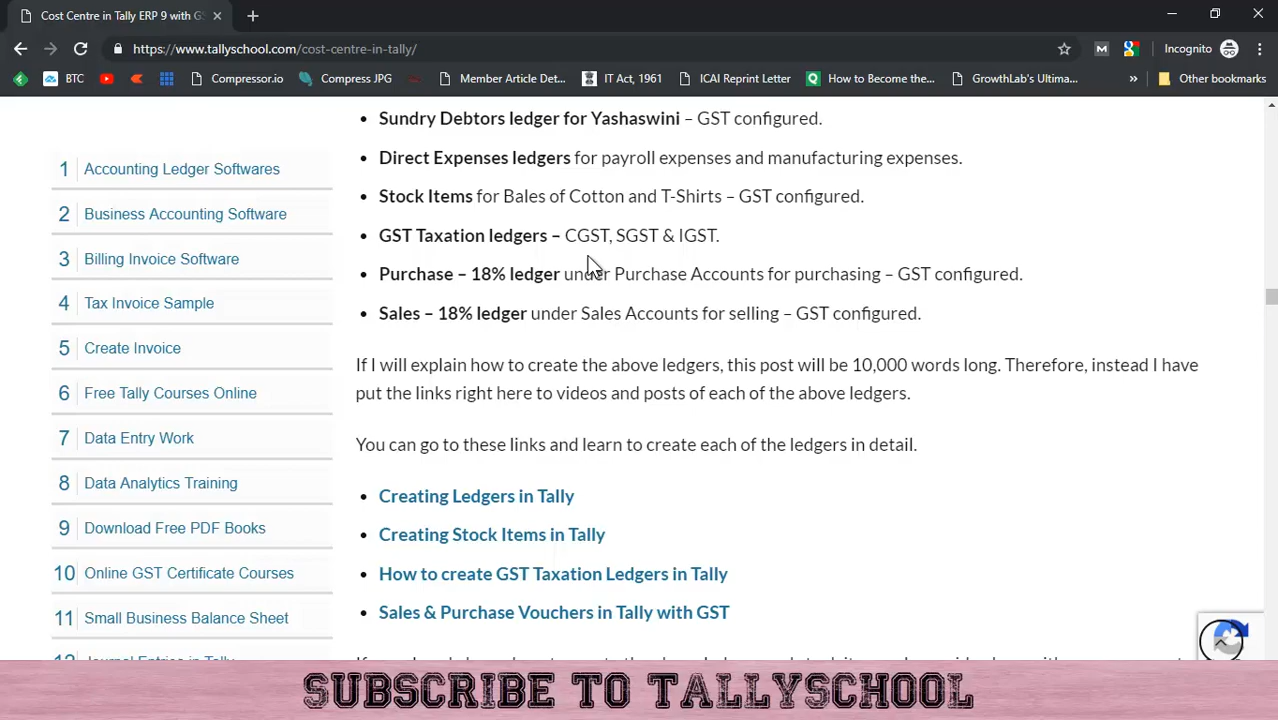 Cost Centre in Tally ERP 9 with GS
https://www.tallyschool.com/cost-centre-in-tally/
Incognito
BTC
Compressor.io
Compress JPG
Member Article Det...
IT Act, 1961
ICAI Reprint Letter
How to Become the...
GrowthLab's Ultima...
Other bookmarks
1 Accounting Ledger Softwares
2 Business Accounting Software
3 Billing Invoice Software
4 Tax Invoice Sample
5 Create Invoice
6 Free Tally Courses Online
7 Data Entry Work
8 Data Analytics Training
9 Download Free PDF Books
10 Online GST Certificate Courses
11 Small Business Balance Sheet
Sundry Debtors ledger for Yashaswini – GST configured.
Direct Expenses ledgers for payroll expenses and manufacturing expenses.
Stock Items for Bales of Cotton and T-Shirts – GST configured.
GST Taxation ledgers – CGST, SGST & IGST.
Purchase – 18% ledger under Purchase Accounts for purchasing – GST configured.
Sales – 18% ledger under Sales Accounts for selling – GST configured.
If I will explain how to create the above ledgers, this post will be 10,000 words long. Therefore, instead I have
put the links right here to videos and posts of each of the above ledgers.
You can go to these links and learn to create each of the ledgers in detail.
Creating Ledgers in Tally
Creating Stock Items in Tally
How to create GST Taxation Ledgers in Tally
Sales & Purchase Vouchers in Tally with GST
SUBSCRIBE TO TALLYSCHOOL